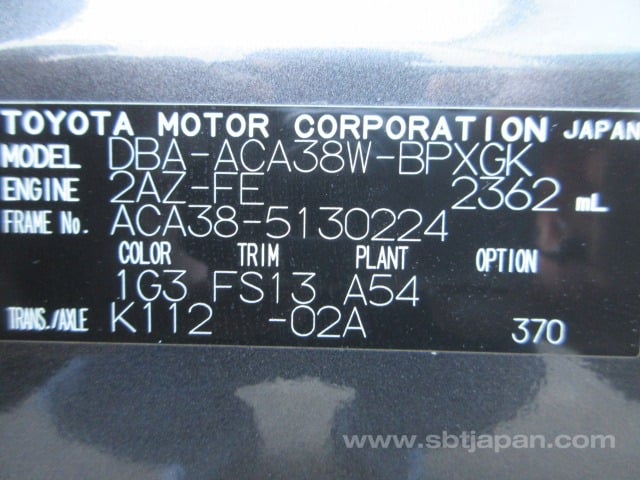 TOYOTA MOTOR CORPORATION JAPAN
MODEL DBA-ACA38W-BPXGK
ENGINE 2AZ-FE 2362 mL
FRAME No. ACA38-5130224
COLOR TRIM PLANT OPTION
1G3 FS13 A54
TRANS./AXLE K112 -02A 370
www.sbtjapan.com